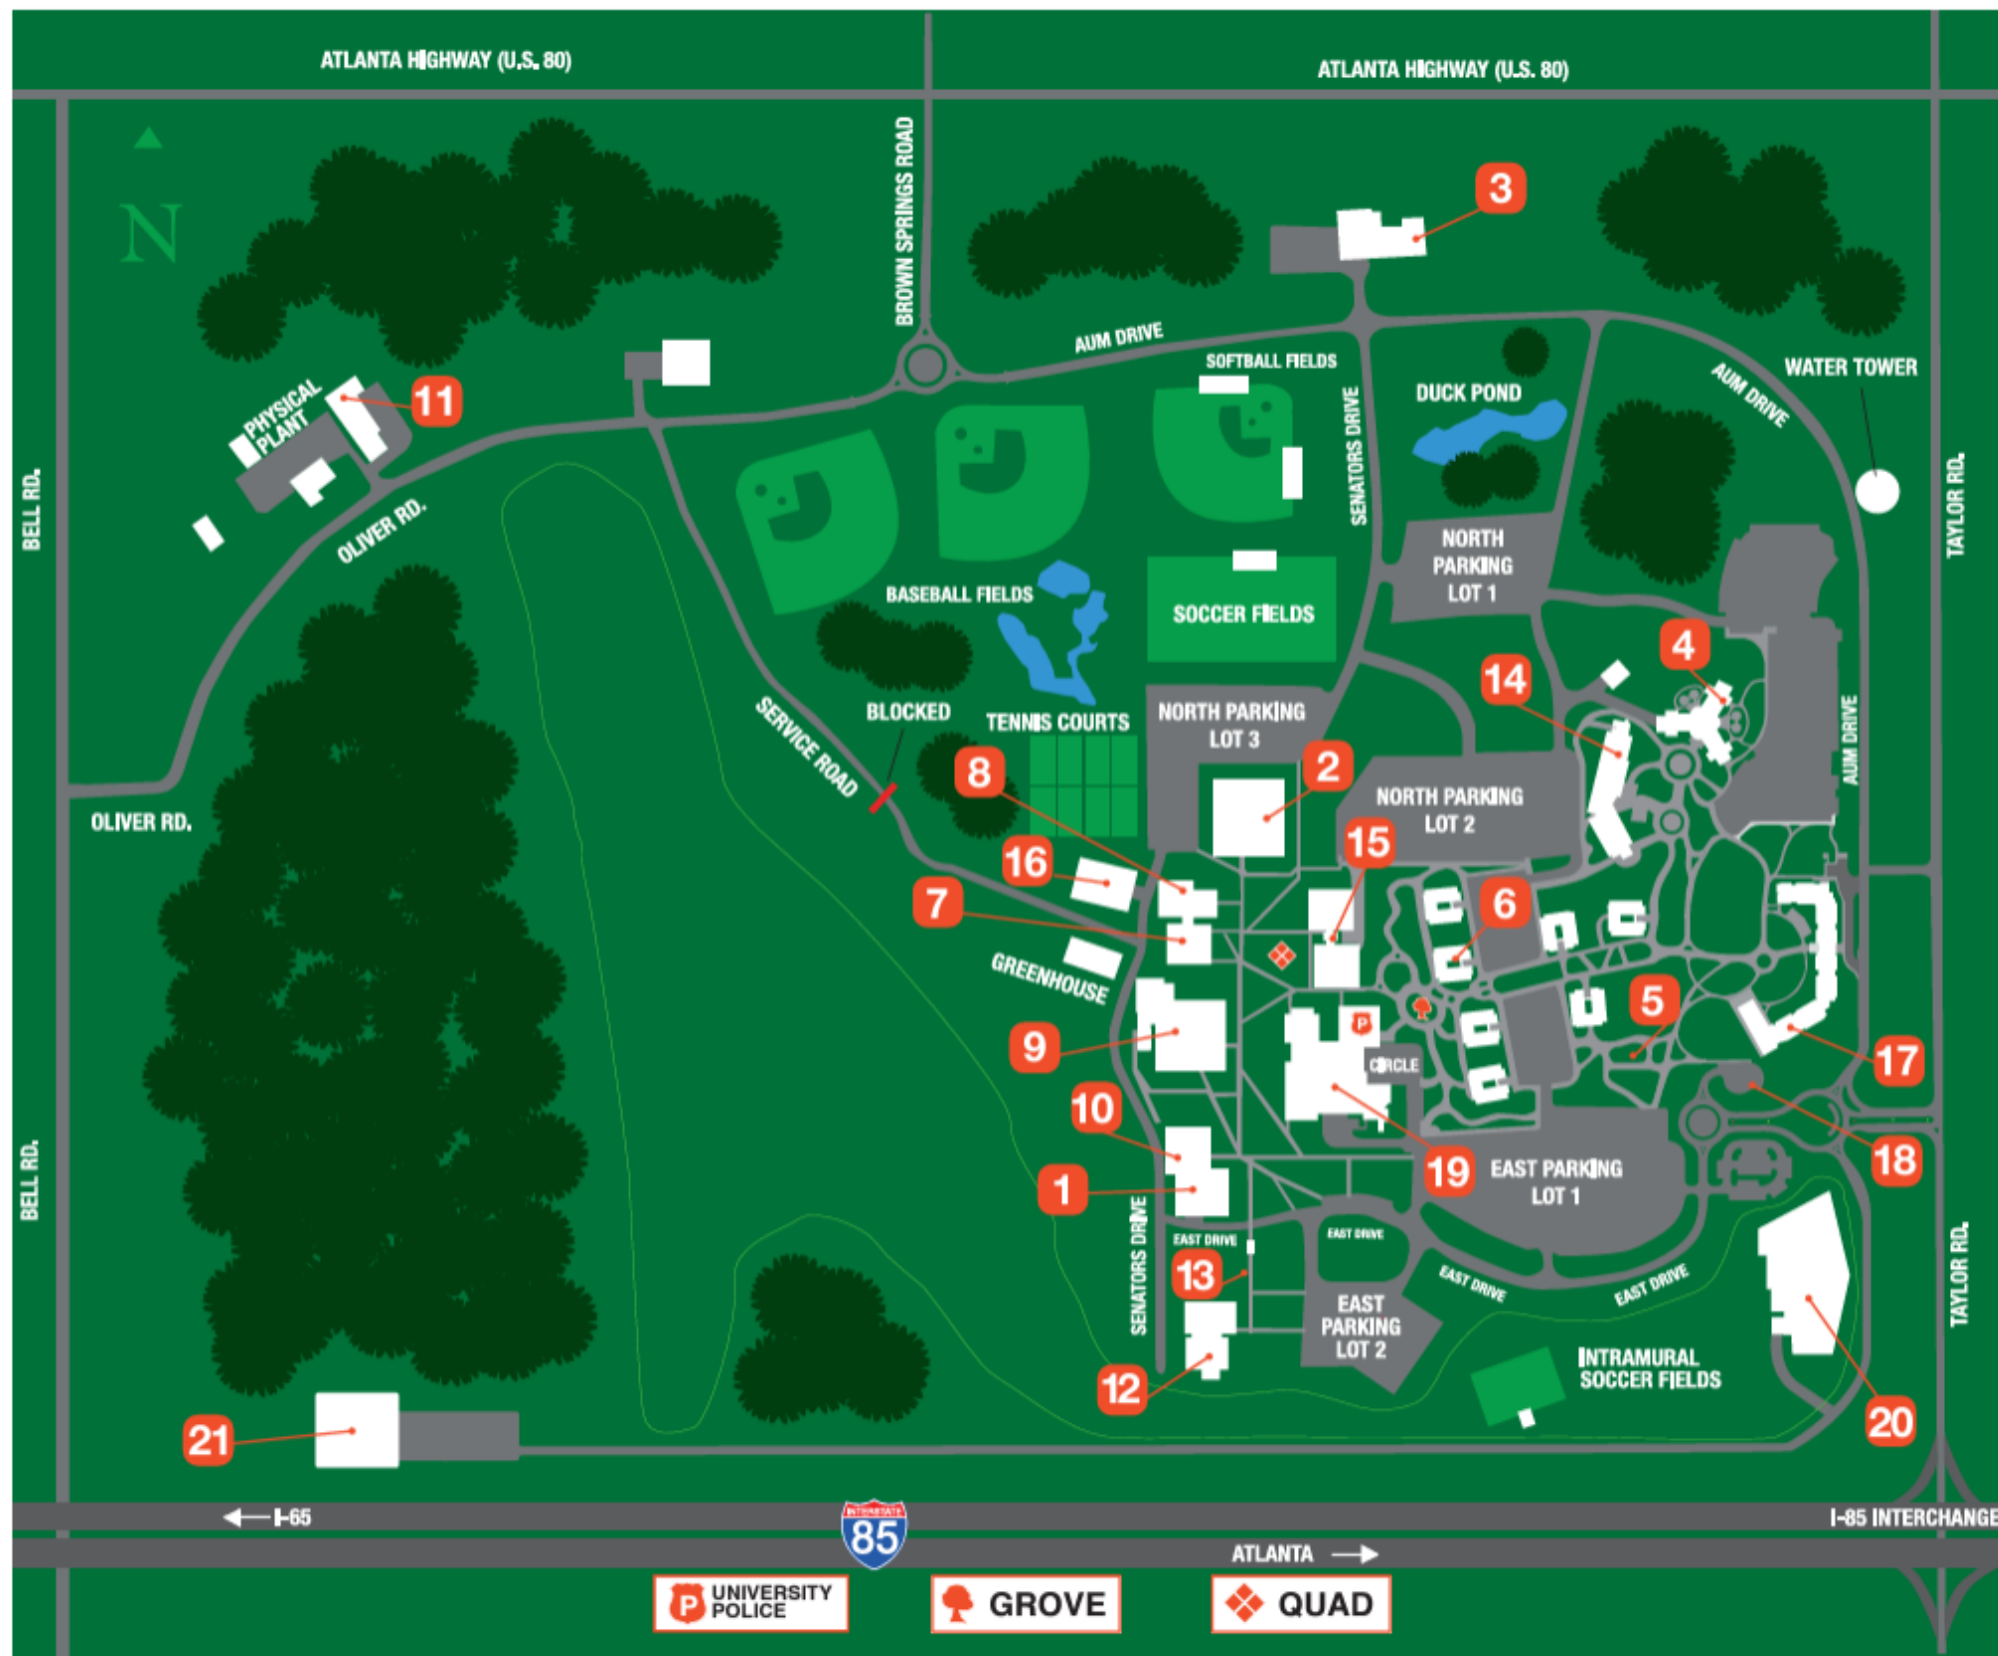 ATLANTA HIGHWAY (U.S. 80)
ATLANTA HIGHWAY (U.S. 80)
BROWN SPRINGS ROAD
3
N
AUM DRIVE
SOFTBALL FIELDS
AUM DRIVE
WATER TOWER
DUCK POND
PHYSICAL
PLANT
11
SENATORS DRIVE
BELL RD.
TAYLOR RD.
OLIVER RD.
NORTH
PARKING
LOT 1
BASEBALL FIELDS
SOCCER FIELDS
4
14
SERVICE ROAD
BLOCKED
TENNIS COURTS
NORTH PARKING
LOT 3
AUM DRIVE
8
2
NORTH PARKING
LOT 2
OLIVER RD.
15
16
7
6
GREENHOUSE
5
P
9
CIRCLE
17
10
18
19
EAST PARKING
LOT 1
1
BELL RD.
SENATORS DRIVE
EAST DRIVE
EAST DRIVE
13
EAST DRIVE
EAST DRIVE
TAYLOR RD.
EAST
PARKING
LOT 2
12
INTRAMURAL
SOCCER FIELDS
20
21
I-65
INTERSTATE
85
I-85 INTERCHANGE
ATLANTA
P
UNIVERSITY
POLICE
GROVE
QUAD